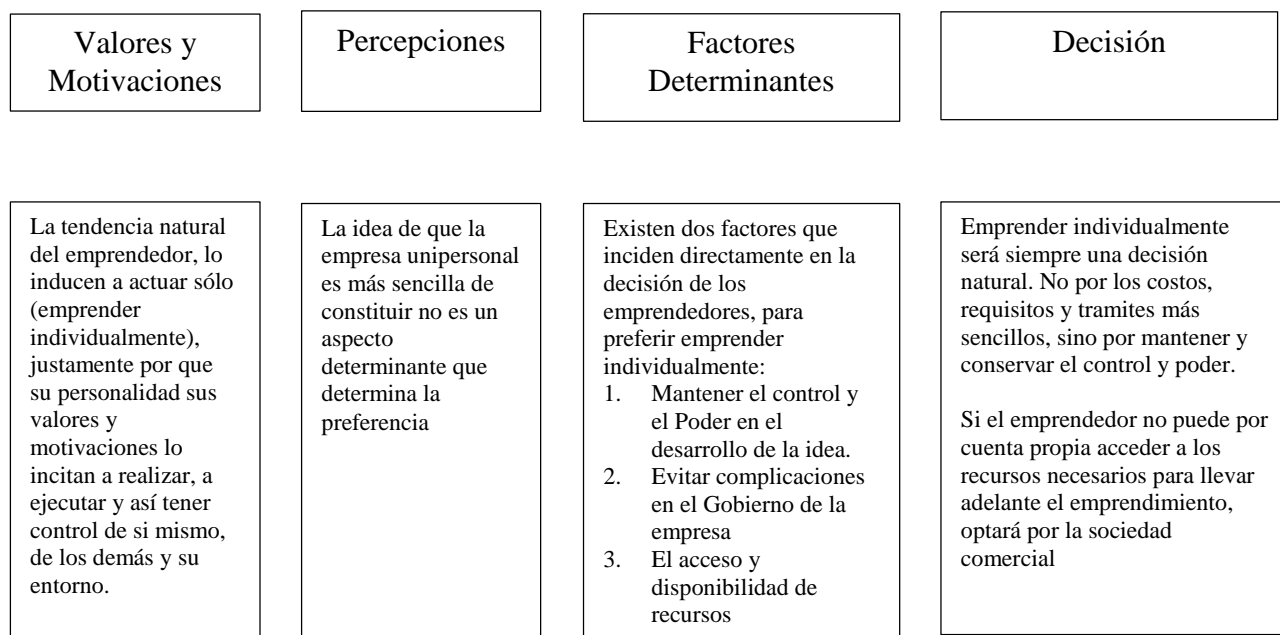 Valores y
Motivaciones
Percepciones
Factores
Determinantes
Decisión
La tendencia natural
del emprendedor, lo
inducen a actuar sólo
(emprender
individualmente),
justamente por que
su personalidad sus
valores y
motivaciones lo
incitan a realizar, a
ejecutar y así tener
control de si mismo,
de los demás y su
entorno.
La idea de que la
empresa unipersonal
es más sencilla de
constituir no es un
aspecto
determinante que
determina la
preferencia
Existen dos factores que
inciden directamente en la
decisión de los
emprendedores, para
preferir emprender
individualmente:
1. Mantener el control y
el Poder en el
desarrollo de la idea.
2. Evitar complicaciones
en el Gobierno de la
empresa
3. El acceso y
disponibilidad de
recursos
Emprender individualmente
será siempre una decisión
natural. No por los costos,
requisitos y tramites más
sencillos, sino por mantener y
conservar el control y poder.
Si el emprendedor no puede por
cuenta propia acceder a los
recursos necesarios para llevar
adelante el emprendimiento,
optará por la sociedad
comercial